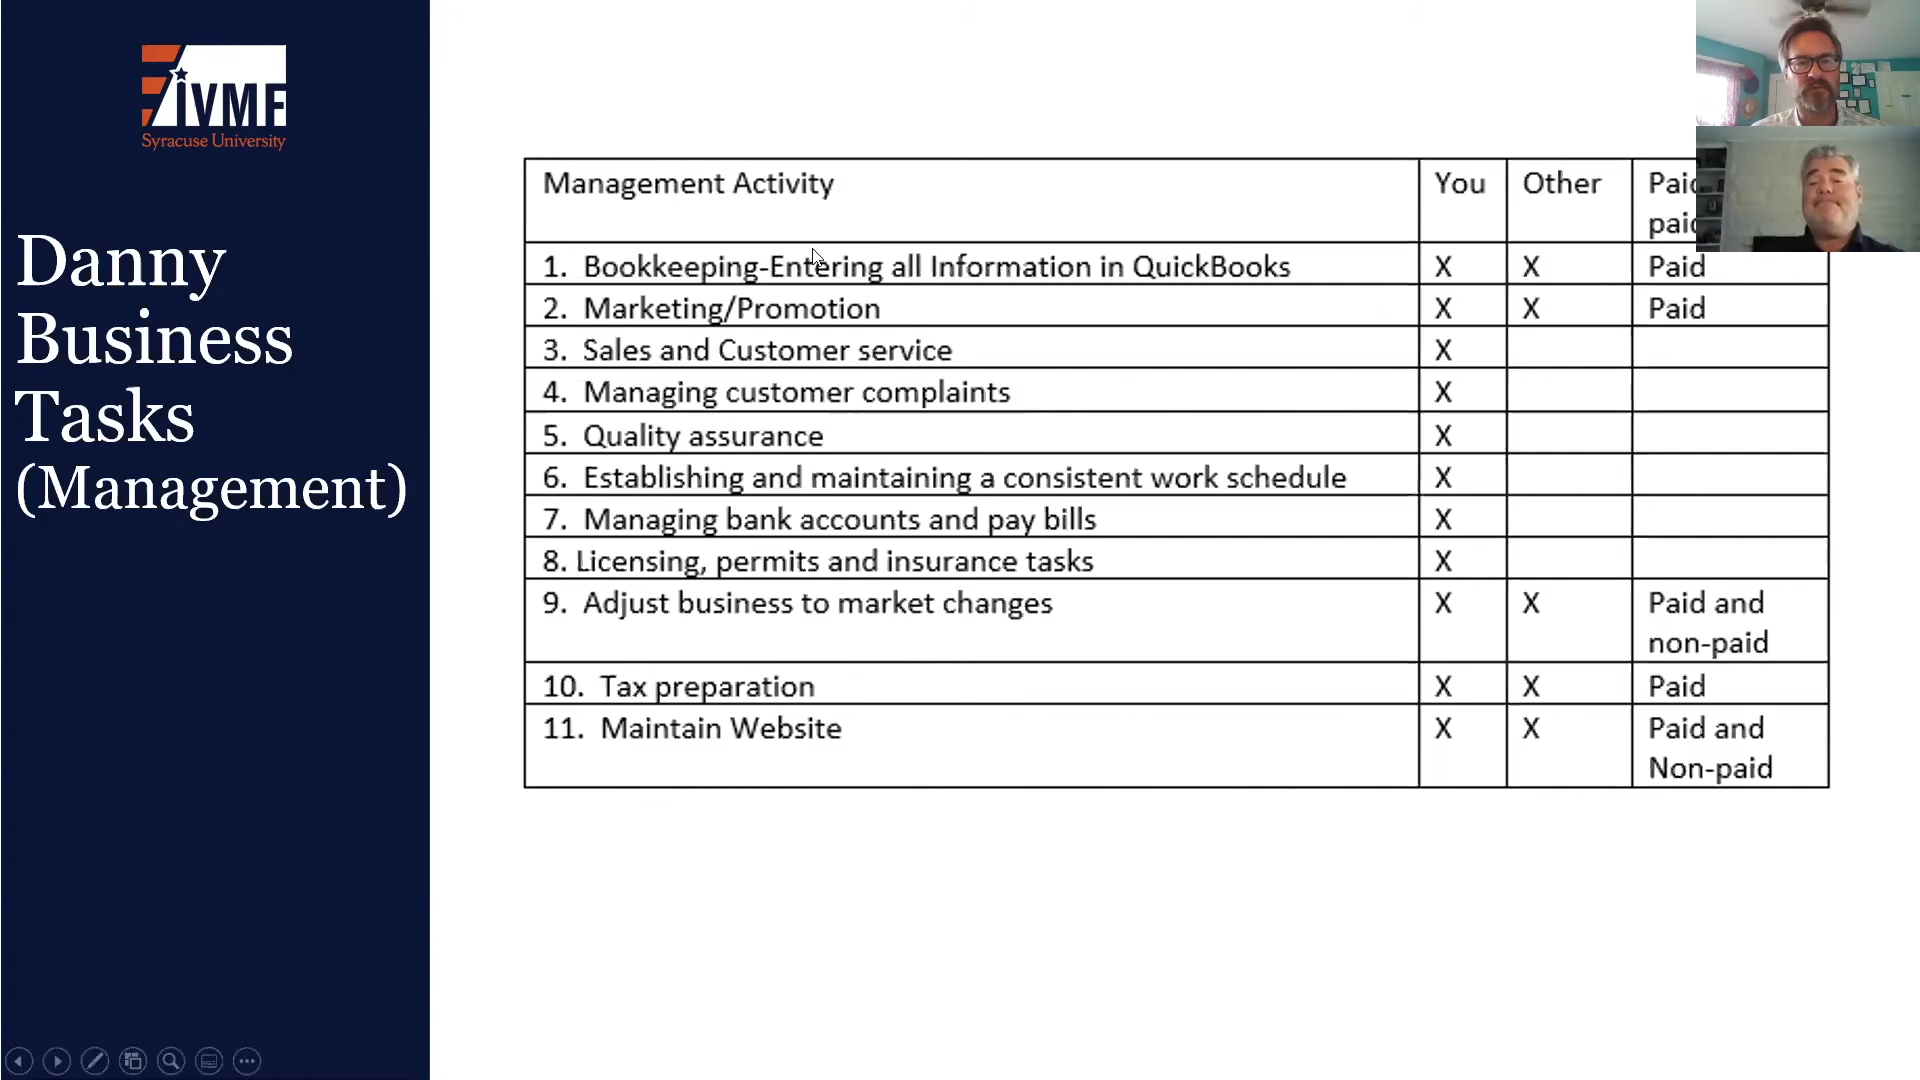 IVMF
Syracuse University
Danny
Business
Tasks
(Management)
Management Activity You Other
1. Bookkeeping-Entering all Information in QuickBooks X X Paid
2. Marketing/Promotion X X Paid
3. Sales and Customer service X
4. Managing customer complaints X
5. Quality assurance X
6. Establishing and maintaining a consistent work schedule X
7. Managing bank accounts and pay bills X
8. Licensing, permits and insurance tasks X
9. Adjust business to market changes X X Paid and
non-paid
10. Tax preparation X X Paid
11. Maintain Website X X Paid and
Non-paid